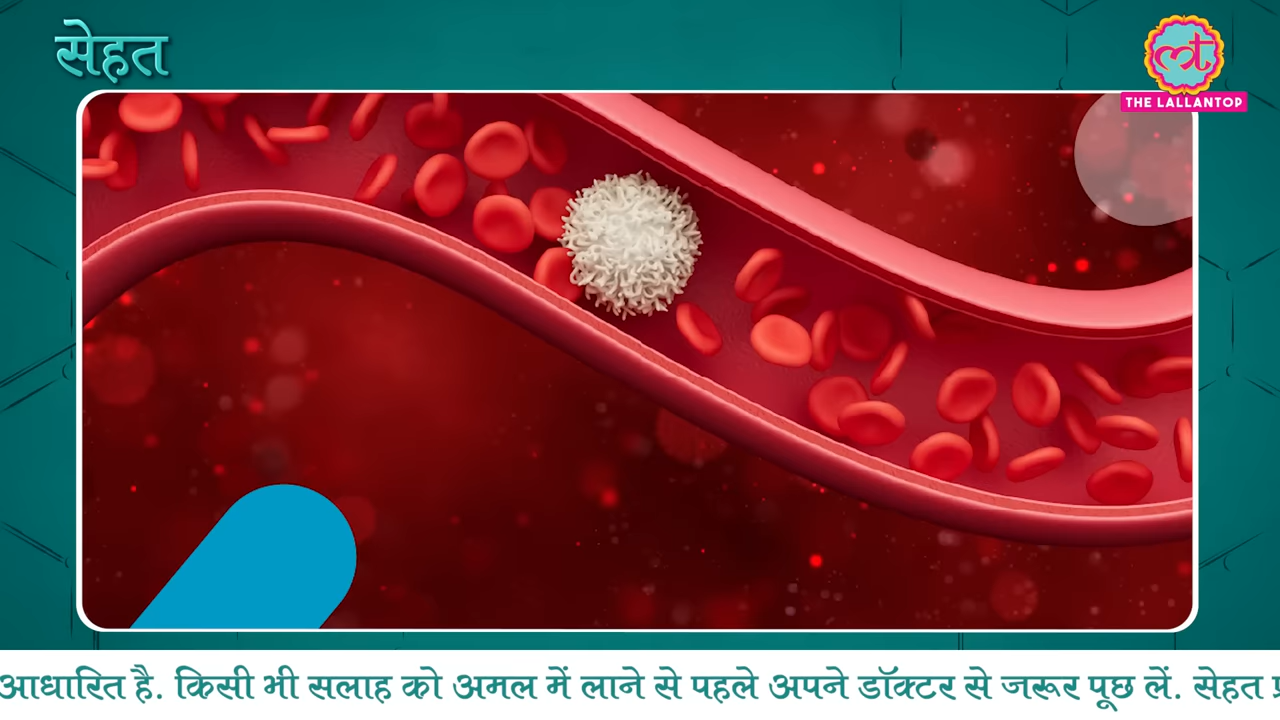 सेहत
THE LALLANTOP
आधारित है. किसी भी सलाह को अमल में लाने से पहले अपने डॉक्टर से जरूर पूछ लें. सेहत